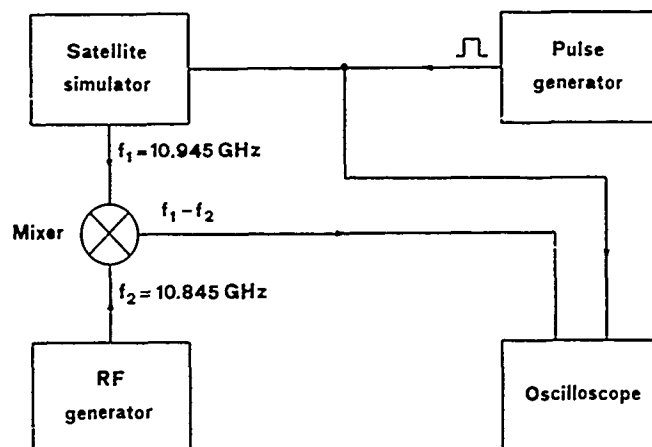 Satellite
simulator
Pulse
generator
f₁ = 10.945 GHz
Mixer
f₁ – f₂
f₂ = 10.845 GHz
RF
generator
Oscilloscope